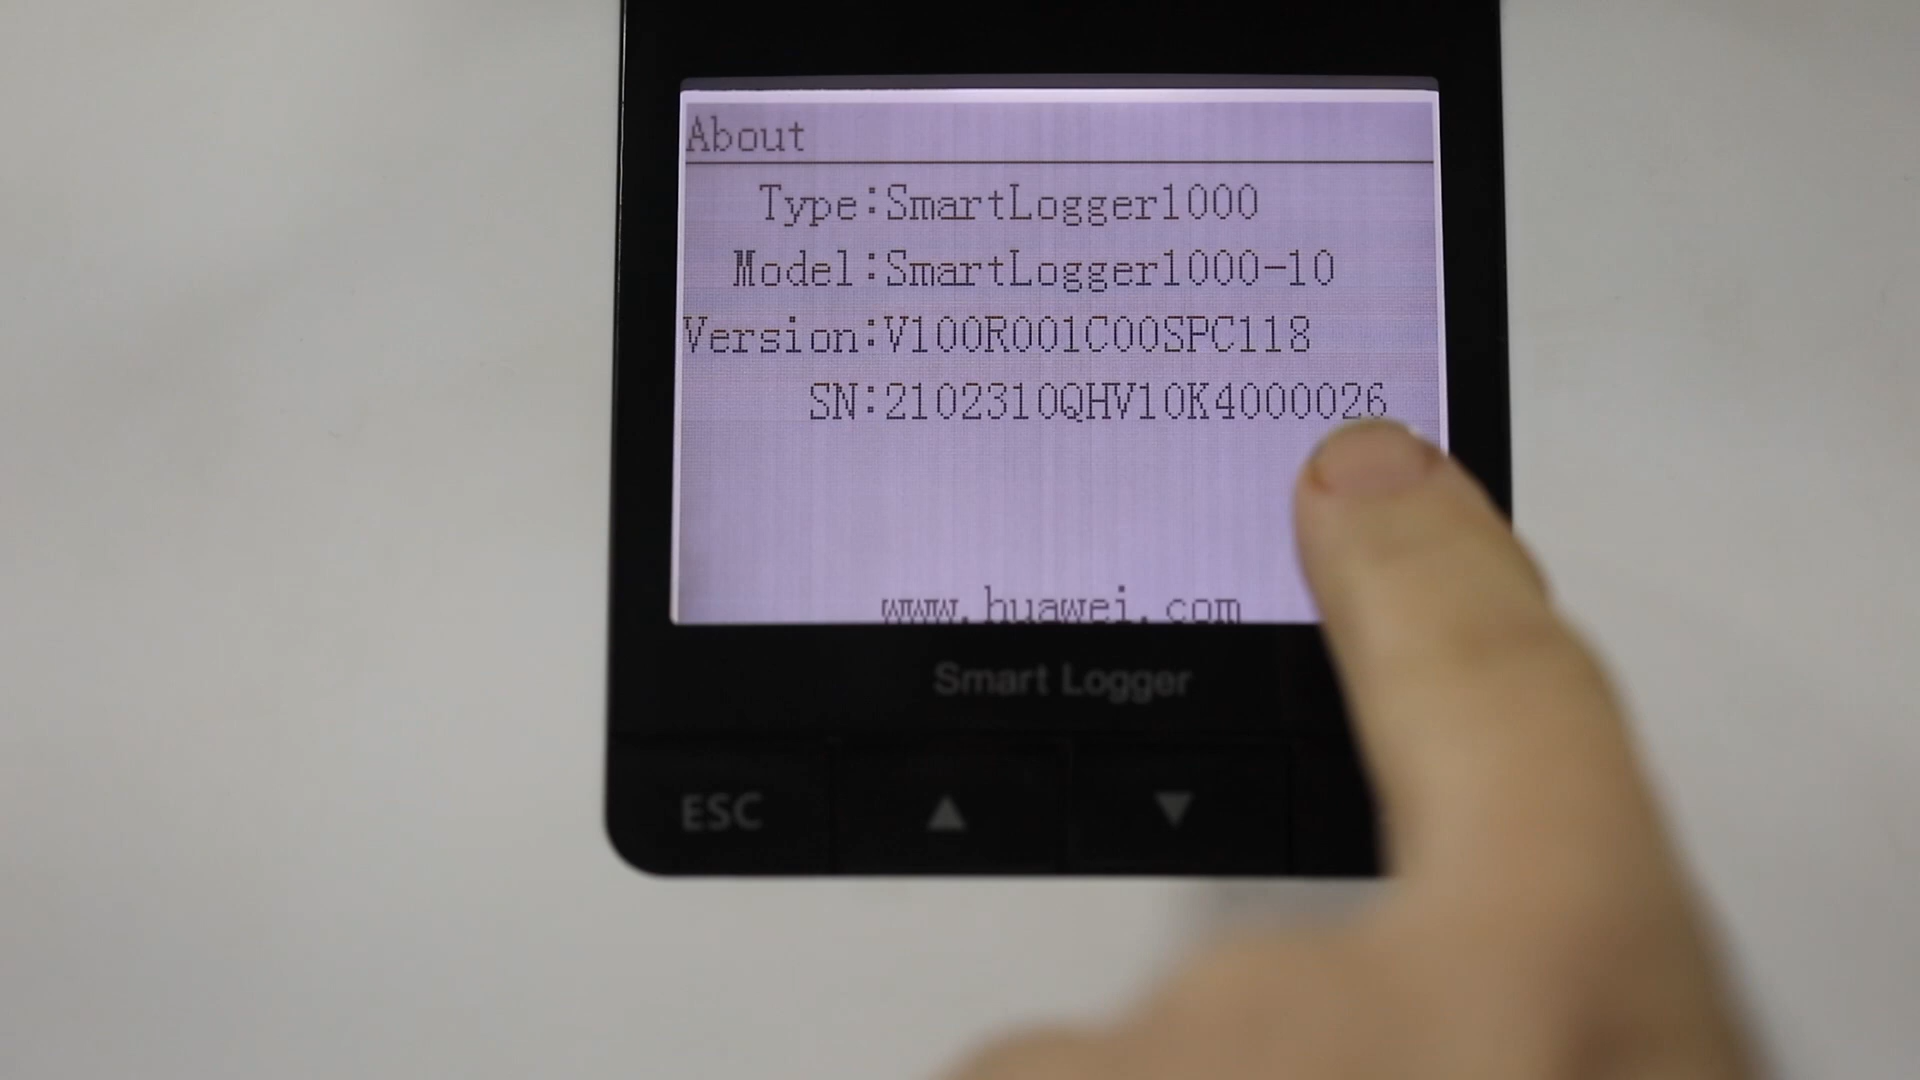 About
Type:SmartLogger1000
Model:SmartLogger1000-10
Version:V100R001C00SPC118
SN:2102310QHV10K4000026
www.huawei.com
Smart Logger
ESC ▲ ▼